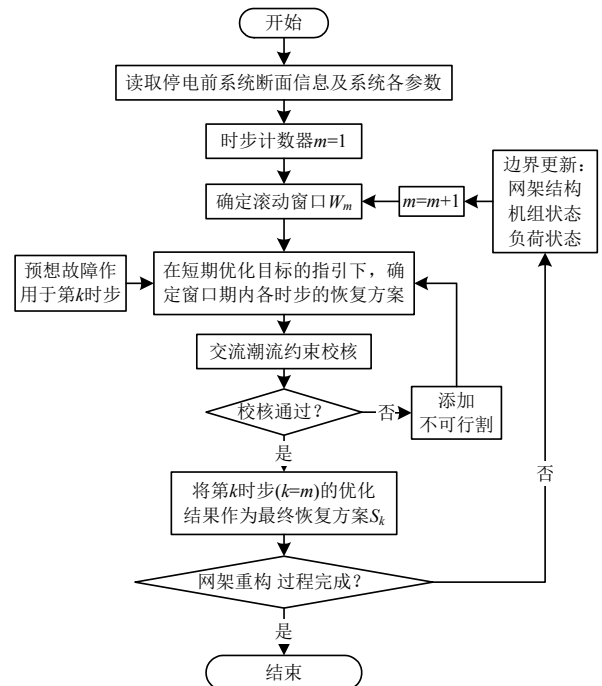 开始
读取停电前系统断面信息及系统各参数
时步计数器m=1
确定滚动窗口Wm
m=m+1
边界更新：
网架结构
机组状态
负荷状态
预想故障作
用于第k时步
在短期优化目标的指引下，确
定窗口期内各时步的恢复方案
交流潮流约束校核
校核通过？
否
添加
不可行割
是
将第k时步(k=m)的优化
结果作为最终恢复方案Sk
否
网架重构 过程完成？
是
结束